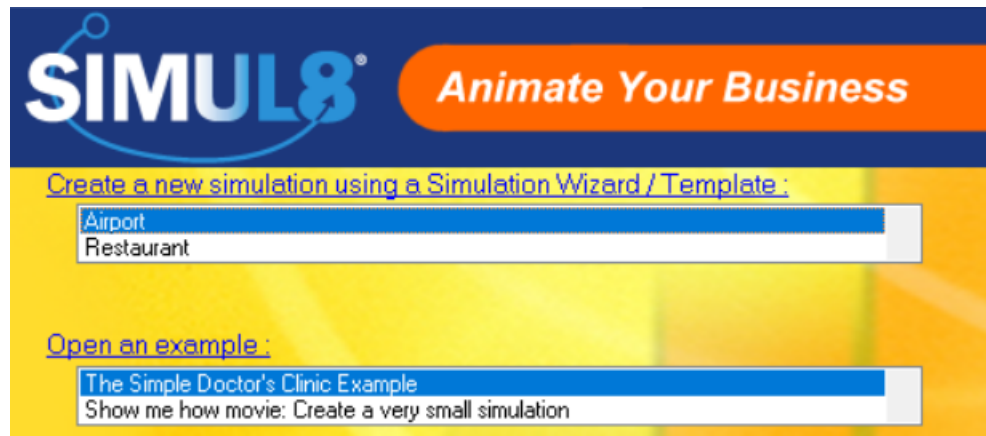 SIMUL8®
Animate Your Business
Create a new simulation using a Simulation Wizard / Template :
Airport
Restaurant
Open an example :
The Simple Doctor's Clinic Example
Show me how movie: Create a very small simulation